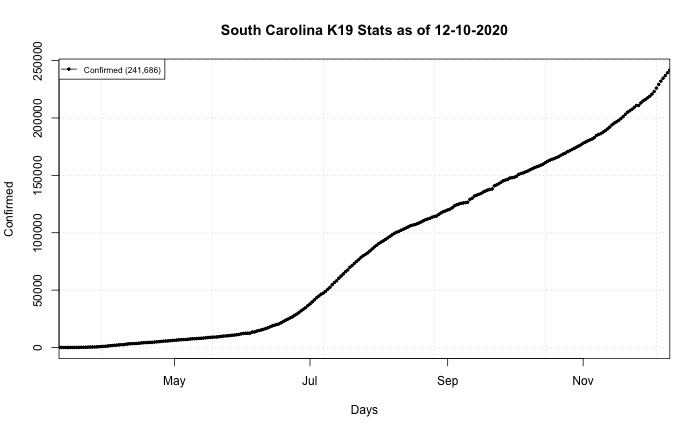 South Carolina K19 Stats as of 12-10-2020
Confirmed (241,686)
250000
200000
150000
100000
50000
0
Confirmed
May Jul Sep Nov
Days